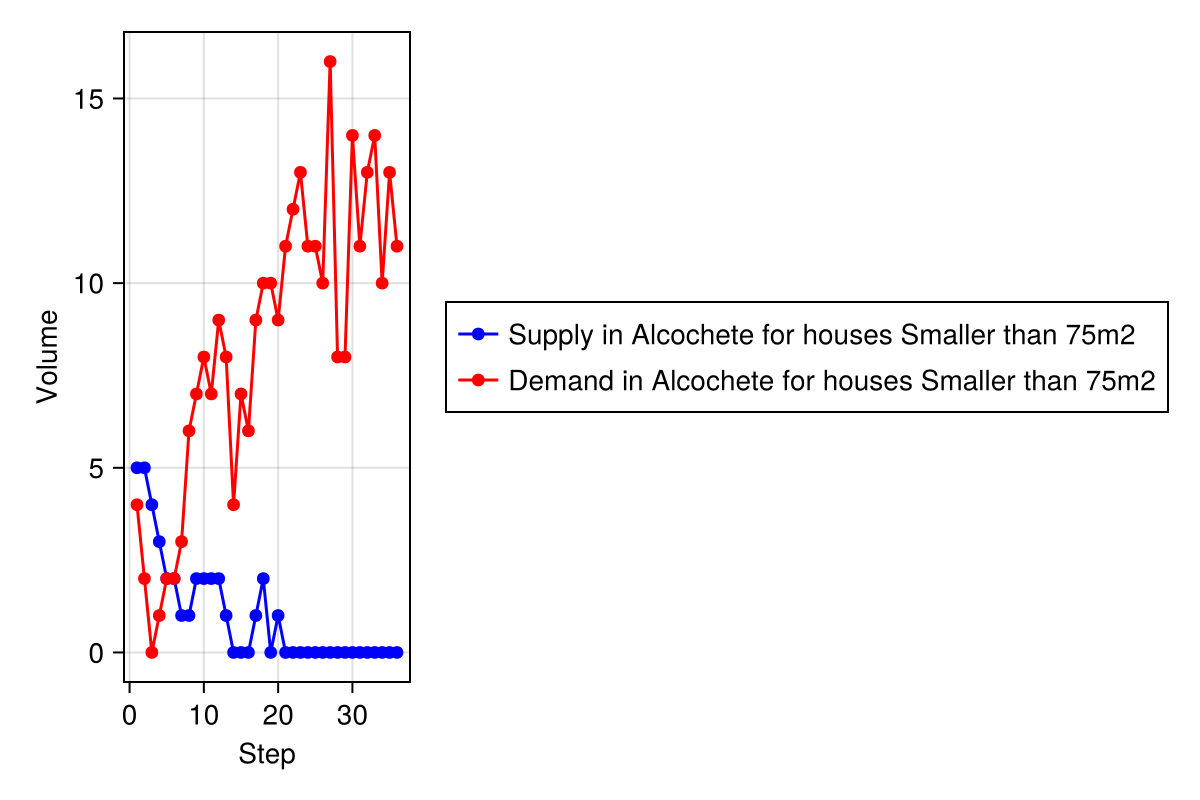 15
10
5
0
Volume
0 10 20 30
Step
Supply in Alcochete for houses Smaller than 75m2
Demand in Alcochete for houses Smaller than 75m2